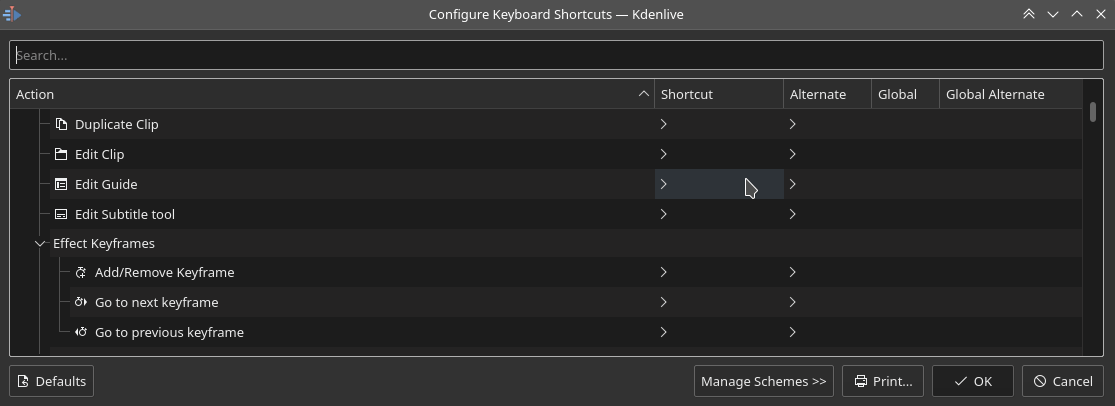 Configure Keyboard Shortcuts — Kdenlive
Search...
Action Shortcut Alternate Global Global Alternate
Duplicate Clip
Edit Clip
Edit Guide
Edit Subtitle tool
Effect Keyframes
Add/Remove Keyframe
Go to next keyframe
Go to previous keyframe
Defaults Manage Schemes >> Print... OK Cancel